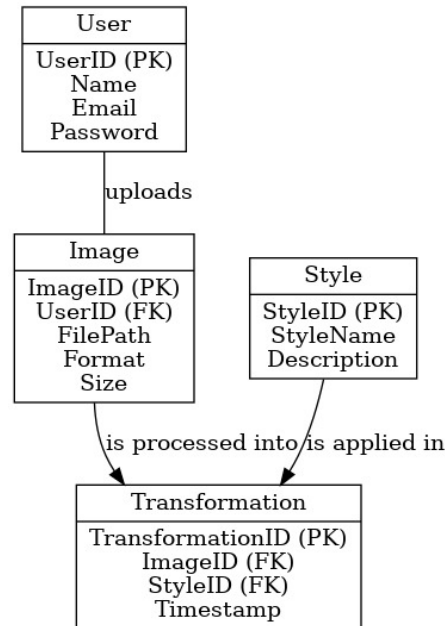 User
UserID (PK)
Name
Email
Password
uploads
Image
ImageID (PK)
UserID (FK)
FilePath
Format
Size
Style
StyleID (PK)
StyleName
Description
is processed into
is applied in
Transformation
TransformationID (PK)
ImageID (FK)
StyleID (FK)
Timestamp